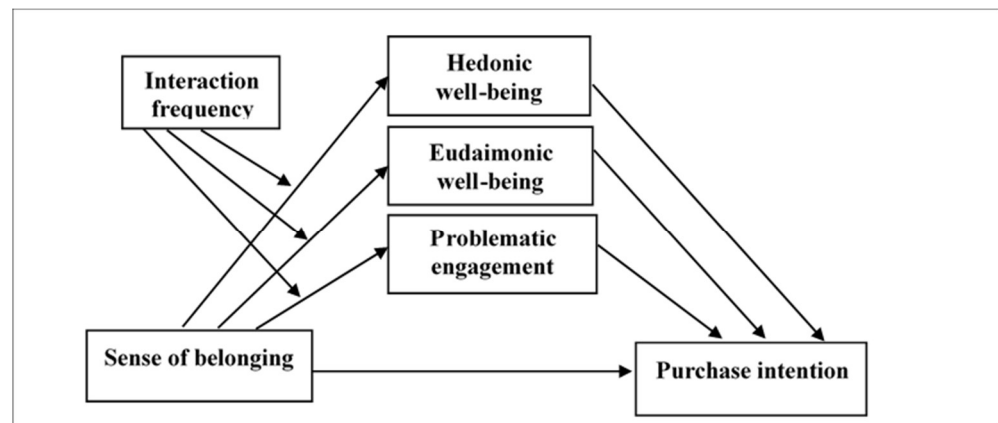 Interaction
frequency
Hedonic
well-being
Eudaimonic
well-being
Problematic
engagement
Sense of belonging
Purchase intention